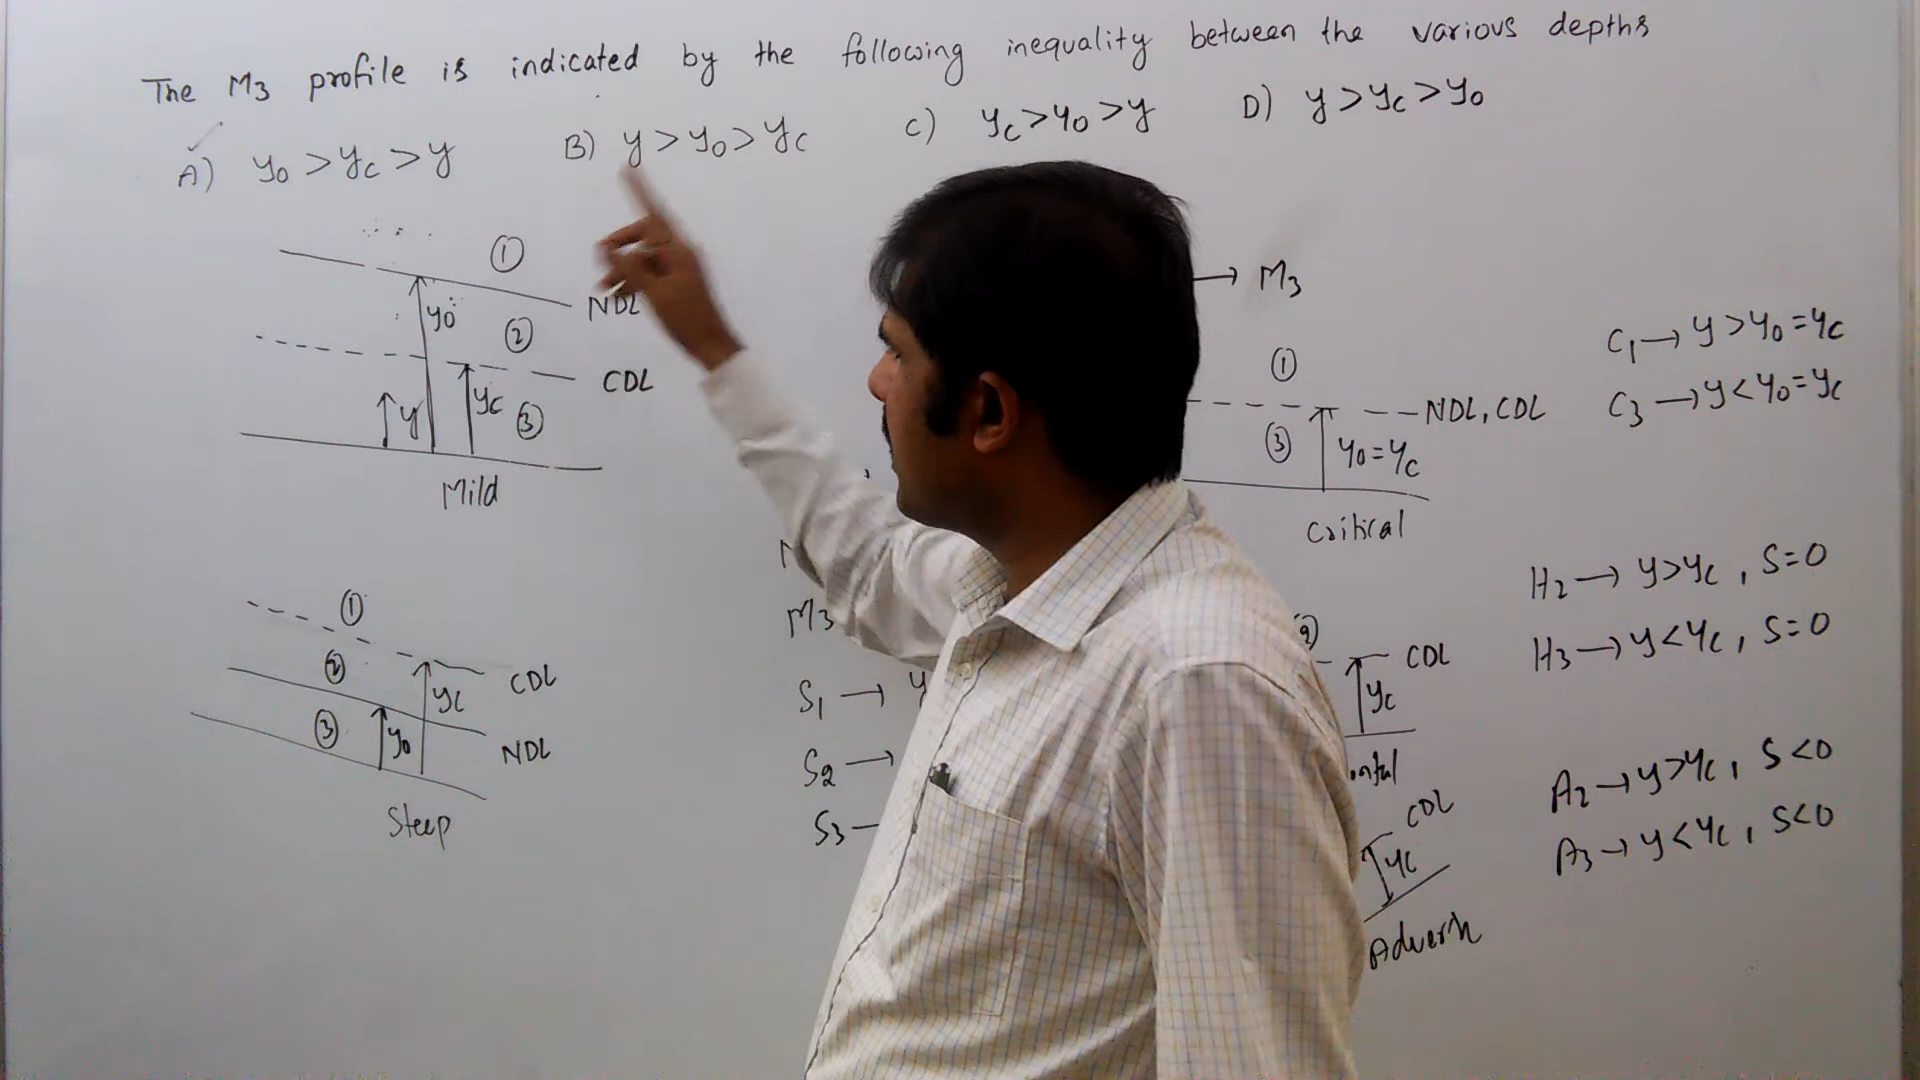 The M3 profile is indicated by the following inequality between the various depths
A) y0 > yc > y B) y > y0 > yc C) yc > y0 > y D) y > yc > y0
①
NDL
y0
②
CDL
yc
y
③
Mild
①
②
CDL
yc
③
y0
NDL
Steep
→ M3
M3
S1 → y
S2 →
S3 —
①
NDL, CDL
③
y0 = yc
Critical
CDL
yc
CDL
yc
C1 → y > y0 = yc
C3 → y < y0 = yc
H2 → y > yc , S = 0
H3 → y < yc , S = 0
A2 → y > yc , S < 0
A3 → y < yc , S < 0